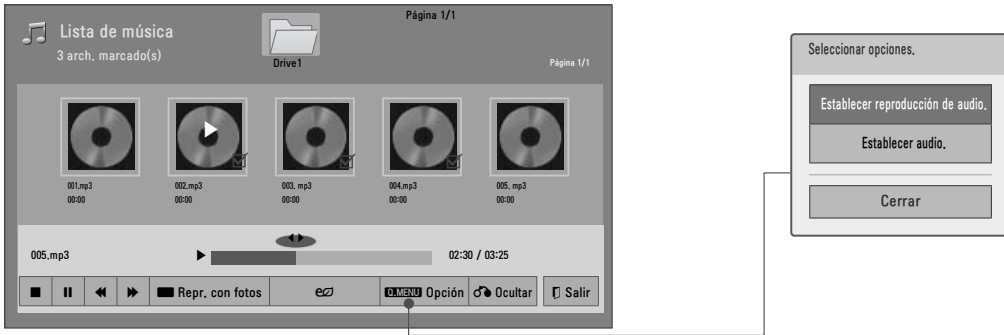 Página 1/1
Lista de música
3 arch. marcado(s)
Drive1
Página 1/1
001.mp3
002.mp3
003. mp3
004.mp3
005. mp3
00:00
00:00
00:00
00:00
00:00
005.mp3
02:30 / 03:25
Repr. con fotos
e
Q.MENU Opción
Ocultar
Salir
Seleccionar opciones.
Establecer reproducción de audio.
Establecer audio.
Cerrar